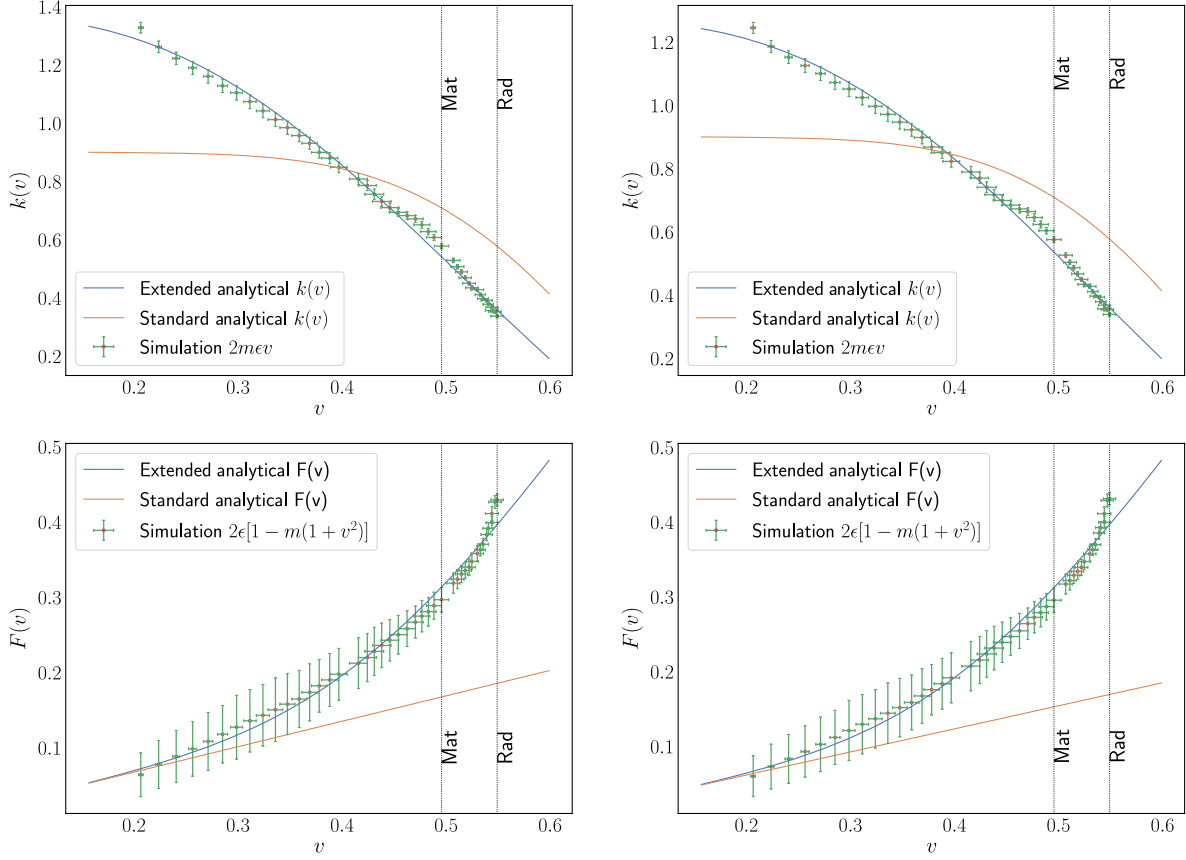 1.4
1.2
1.0
0.8
0.6
0.4
0.2
k(v)
Mat
Rad
Extended analytical k(v)
Standard analytical k(v)
Simulation 2mϵv
0.2 0.3 0.4 0.5 0.6
v
1.2
1.0
0.8
0.6
0.4
0.2
k(v)
Mat
Rad
Extended analytical k(v)
Standard analytical k(v)
Simulation 2mϵv
0.2 0.3 0.4 0.5 0.6
v
0.5
0.4
0.3
0.2
0.1
F(v)
Extended analytical F(v)
Standard analytical F(v)
Simulation 2ϵ[1 − m(1 + v²)]
Mat
Rad
0.2 0.3 0.4 0.5 0.6
v
0.5
0.4
0.3
0.2
0.1
F(v)
Extended analytical F(v)
Standard analytical F(v)
Simulation 2ϵ[1 − m(1 + v²)]
Mat
Rad
0.2 0.3 0.4 0.5 0.6
v